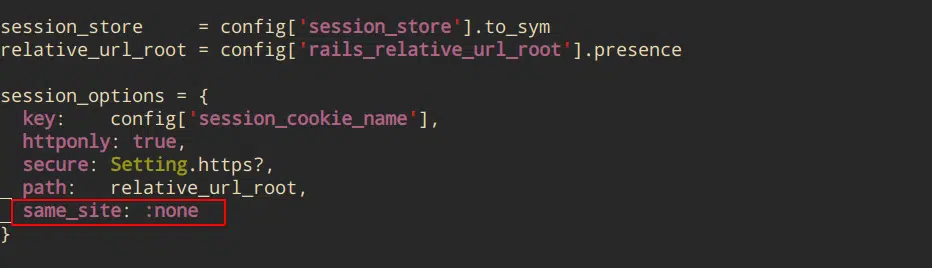 session_store     = config['session_store'].to_sym
relative_url_root = config['rails_relative_url_root'].presence
session_options = {
  key:    config['session_cookie_name'],
  httponly: true,
  secure: Setting.https?,
  path:   relative_url_root,
  same_site: :none
}